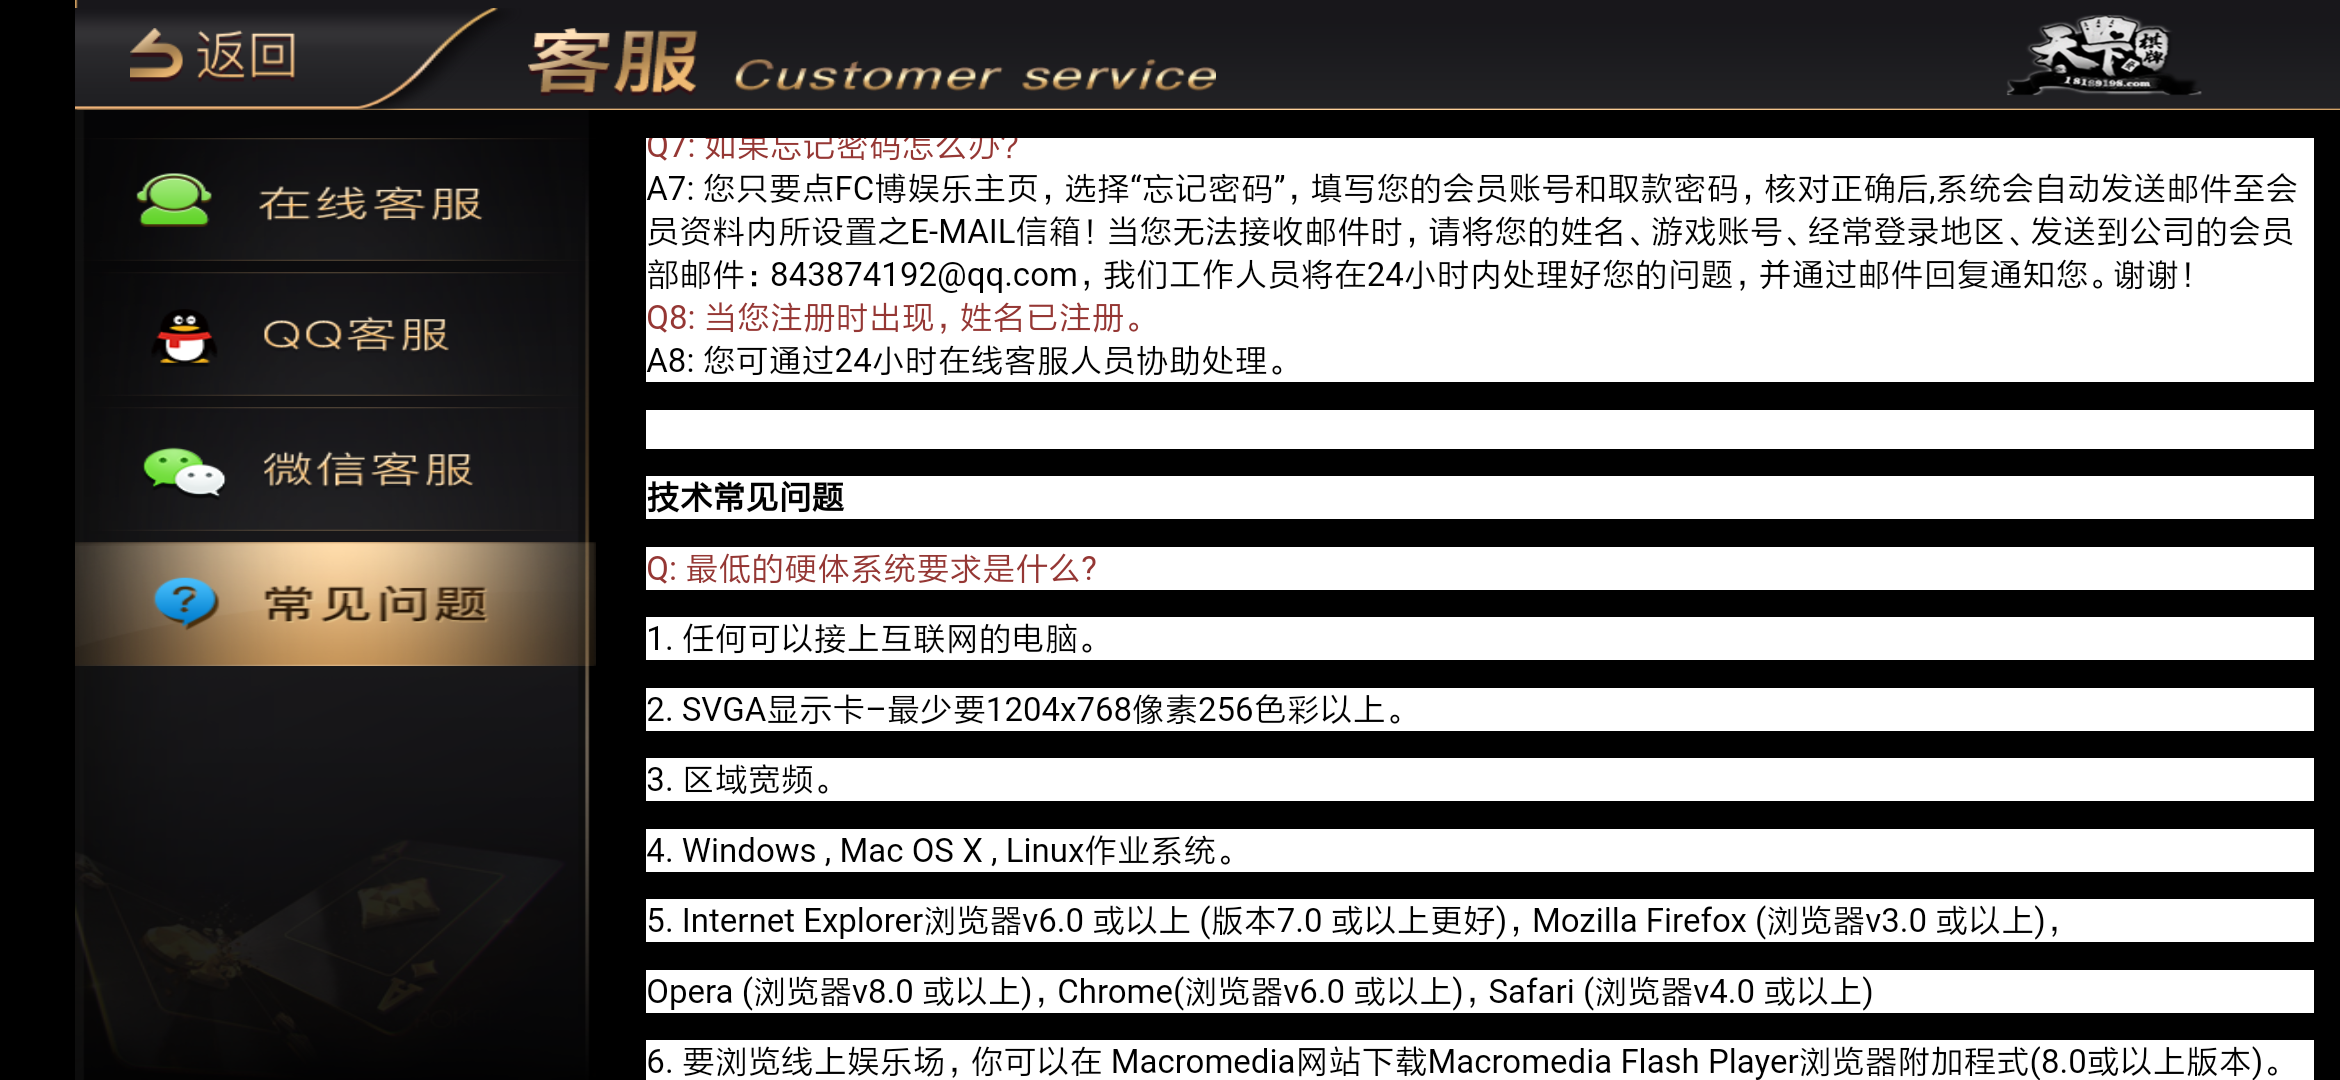 返回
客服 Customer service
天下棋牌
18189198.com
在线客服
QQ客服
微信客服
常见问题
Q7: 如果忘记密码怎么办？
A7: 您只要点FC博娱乐主页，选择“忘记密码”，填写您的会员账号和取款密码，核对正确后,系统会自动发送邮件至会
员资料内所设置之E-MAIL信箱！当您无法接收邮件时，请将您的姓名、游戏账号、经常登录地区、发送到公司的会员
部邮件：843874192@qq.com，我们工作人员将在24小时内处理好您的问题，并通过邮件回复通知您。谢谢！
Q8: 当您注册时出现，姓名已注册。
A8: 您可通过24小时在线客服人员协助处理。
技术常见问题
Q: 最低的硬体系统要求是什么?
1. 任何可以接上互联网的电脑。
2. SVGA显示卡–最少要1204x768像素256色彩以上。
3. 区域宽频。
4. Windows , Mac OS X , Linux作业系统。
5. Internet Explorer浏览器v6.0 或以上 (版本7.0 或以上更好)，Mozilla Firefox (浏览器v3.0 或以上)，
Opera (浏览器v8.0 或以上)，Chrome(浏览器v6.0 或以上)，Safari (浏览器v4.0 或以上)
6. 要浏览线上娱乐场，你可以在 Macromedia网站下载Macromedia Flash Player浏览器附加程式(8.0或以上版本)。